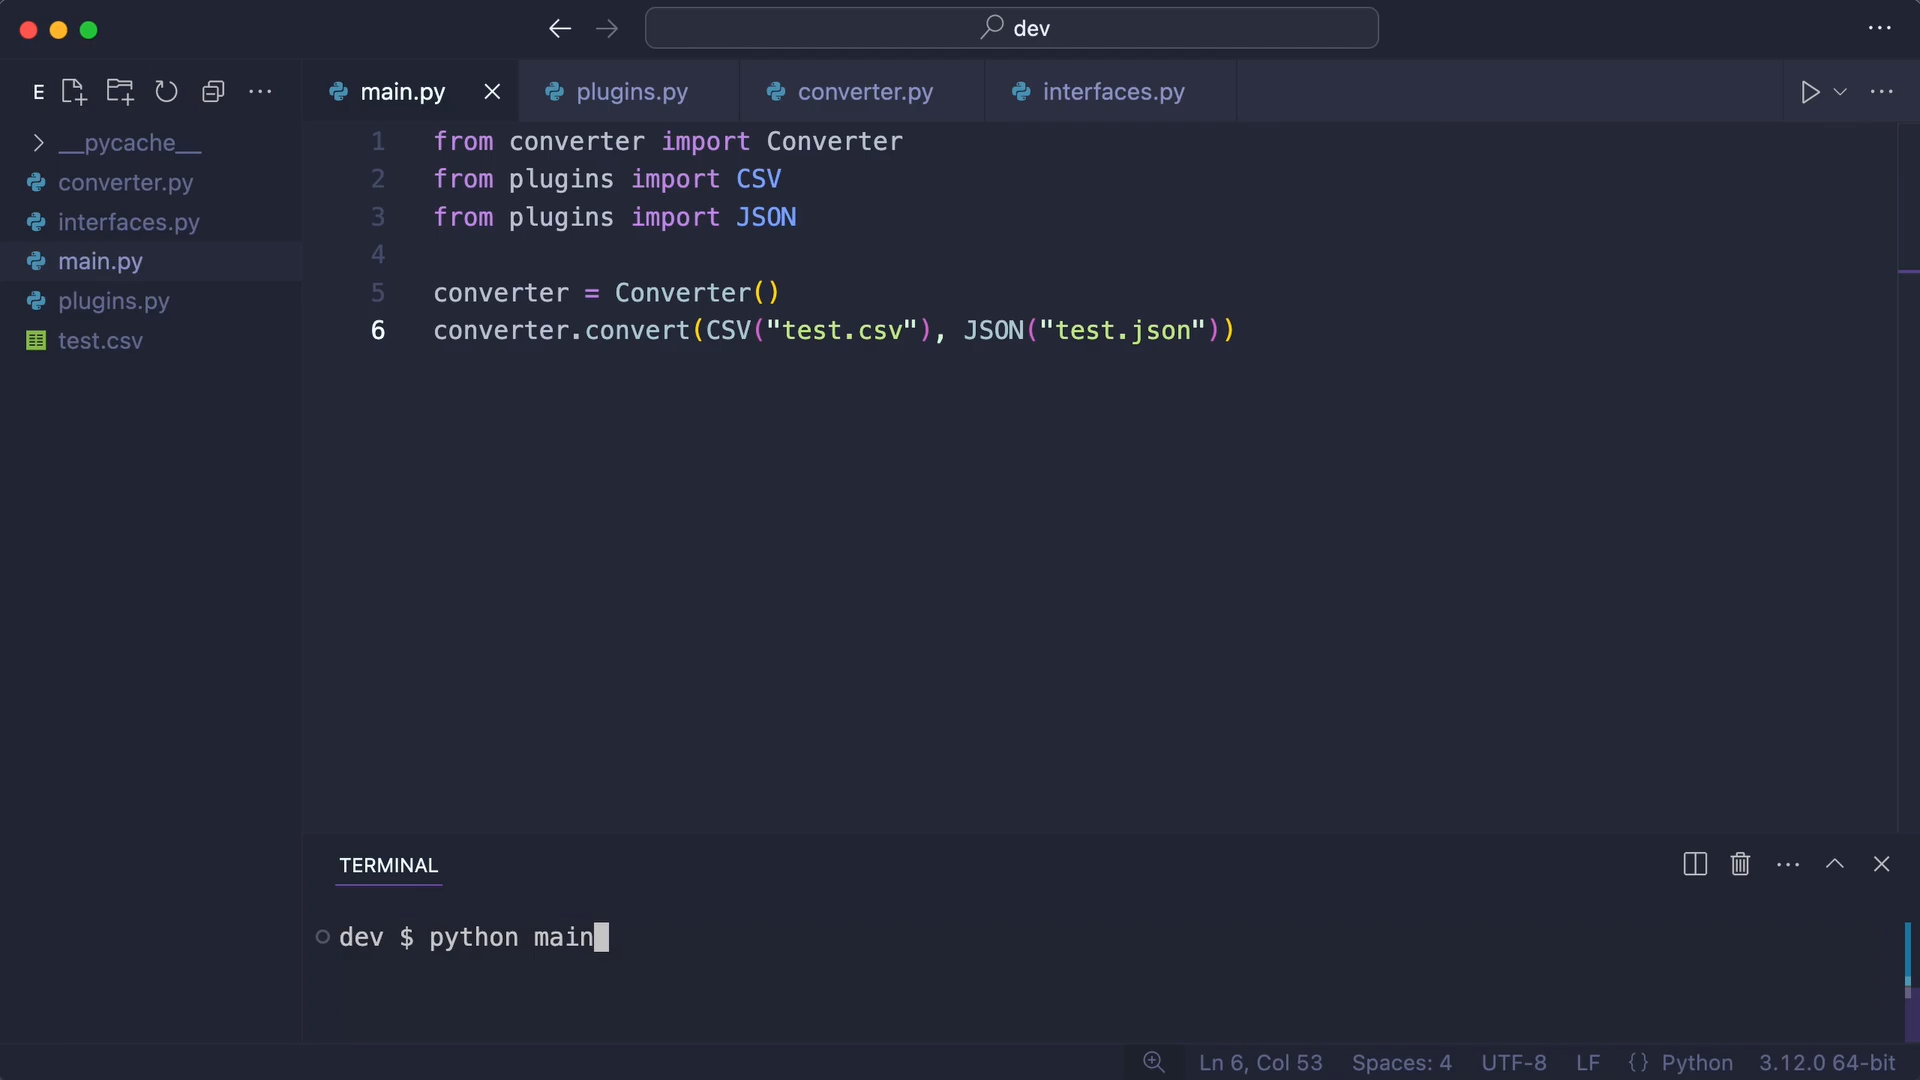 dev
E
main.py
plugins.py
converter.py
interfaces.py
__pycache__
converter.py
interfaces.py
main.py
plugins.py
test.csv
1 from converter import Converter
2 from plugins import CSV
3 from plugins import JSON
4
5 converter = Converter()
6 converter.convert(CSV("test.csv"), JSON("test.json"))
TERMINAL
dev $ python main
Ln 6, Col 53 Spaces: 4 UTF-8 LF {} Python 3.12.0 64-bit